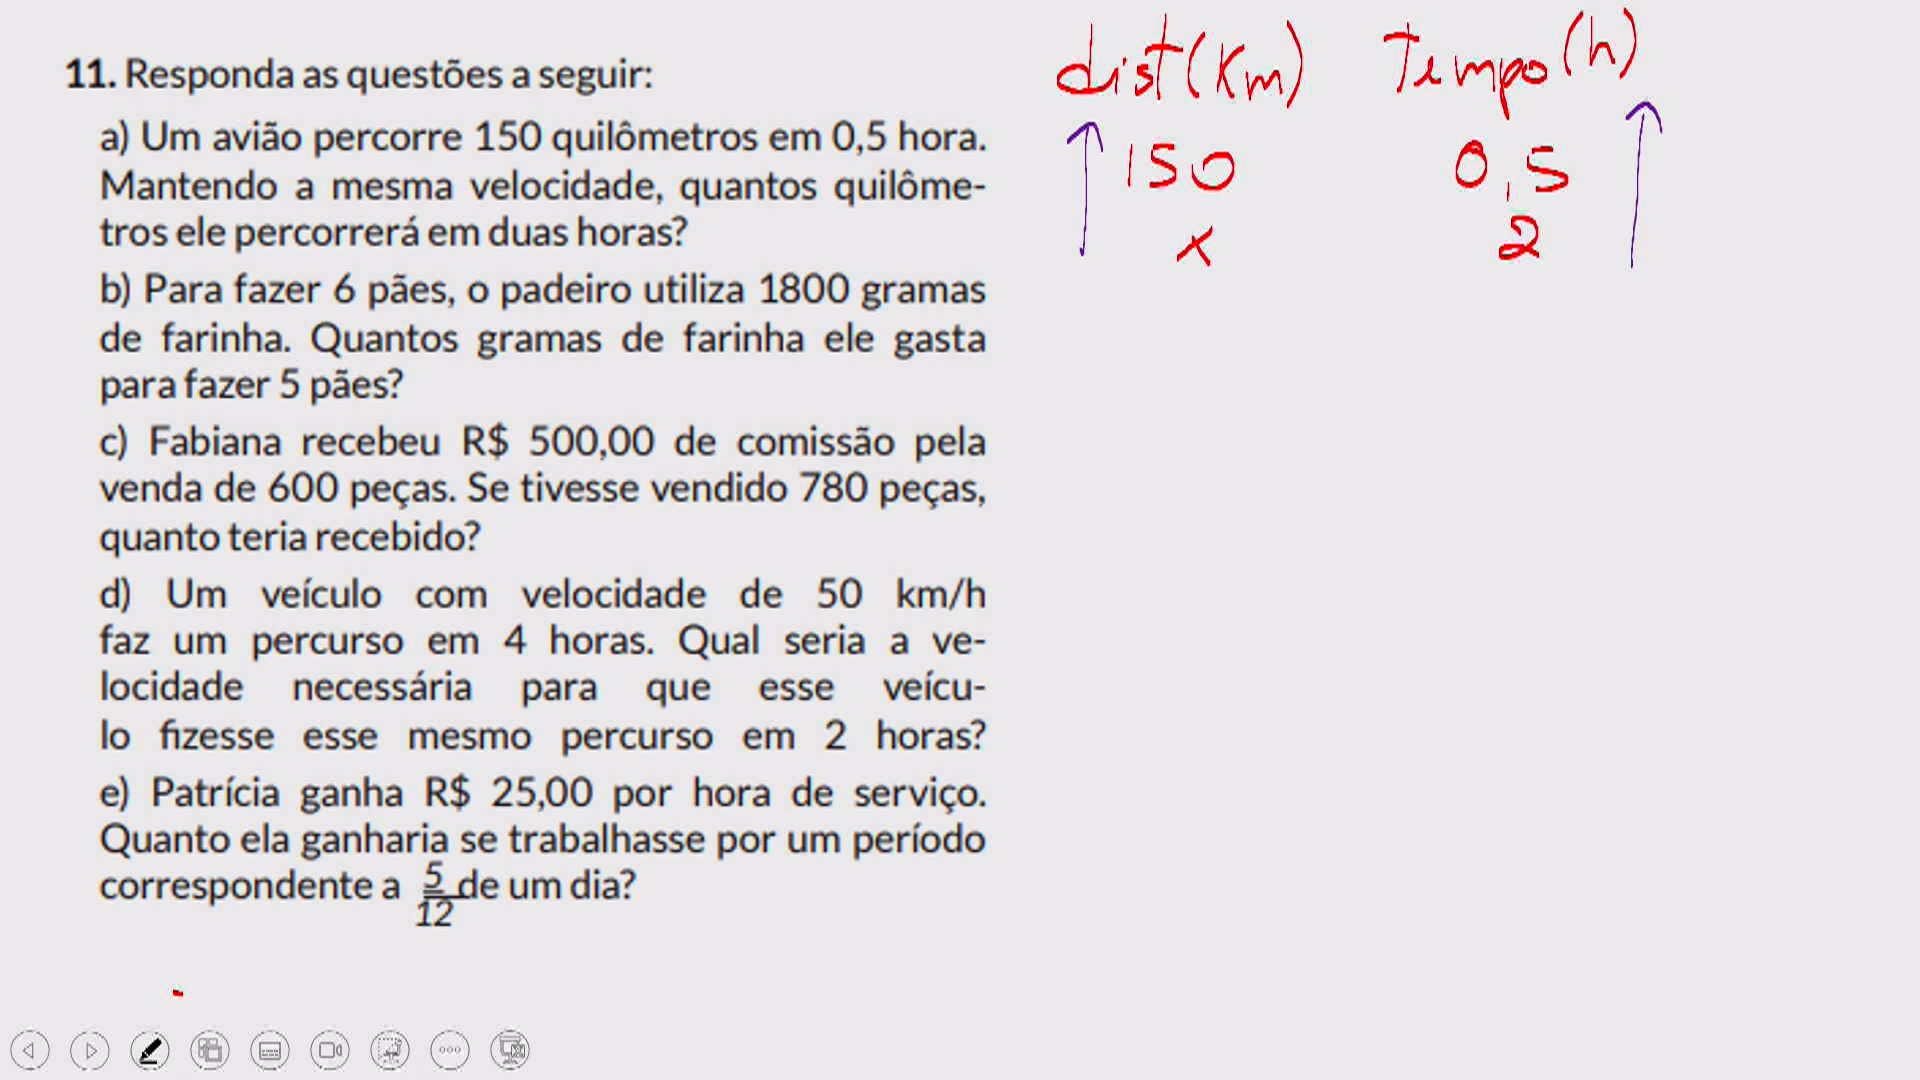 11. Responda as questões a seguir:
a) Um avião percorre 150 quilômetros em 0,5 hora.
Mantendo a mesma velocidade, quantos quilôme-
tros ele percorrerá em duas horas?
b) Para fazer 6 pães, o padeiro utiliza 1800 gramas
de farinha. Quantos gramas de farinha ele gasta
para fazer 5 pães?
c) Fabiana recebeu R$ 500,00 de comissão pela
venda de 600 peças. Se tivesse vendido 780 peças,
quanto teria recebido?
d) Um veículo com velocidade de 50 km/h
faz um percurso em 4 horas. Qual seria a ve-
locidade necessária para que esse veícu-
lo fizesse esse mesmo percurso em 2 horas?
e) Patrícia ganha R$ 25,00 por hora de serviço.
Quanto ela ganharia se trabalhasse por um período
correspondente a 5/12 de um dia?
dist(Km) Tempo(h)
150 0,5
x 2